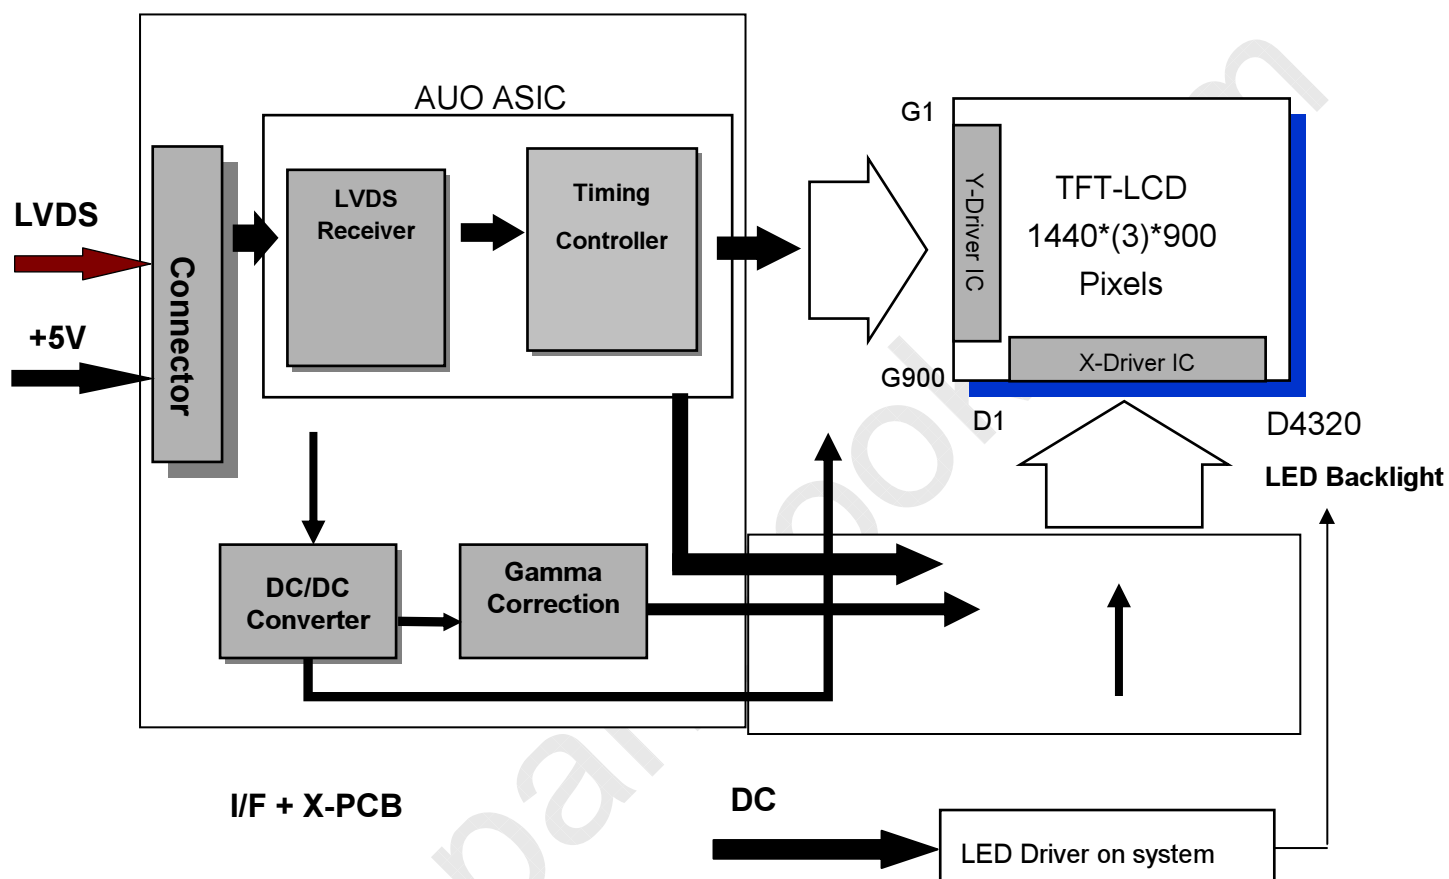 AUO ASIC
G1
LVDS
Receiver
Timing
Controller
TFT-LCD
1440*(3)*900
Pixels
Y-Driver IC
LVDS
Connector
+5V
X-Driver IC
G900
D1
D4320
LED Backlight
DC/DC
Converter
Gamma
Correction
I/F + X-PCB
DC
LED Driver on system